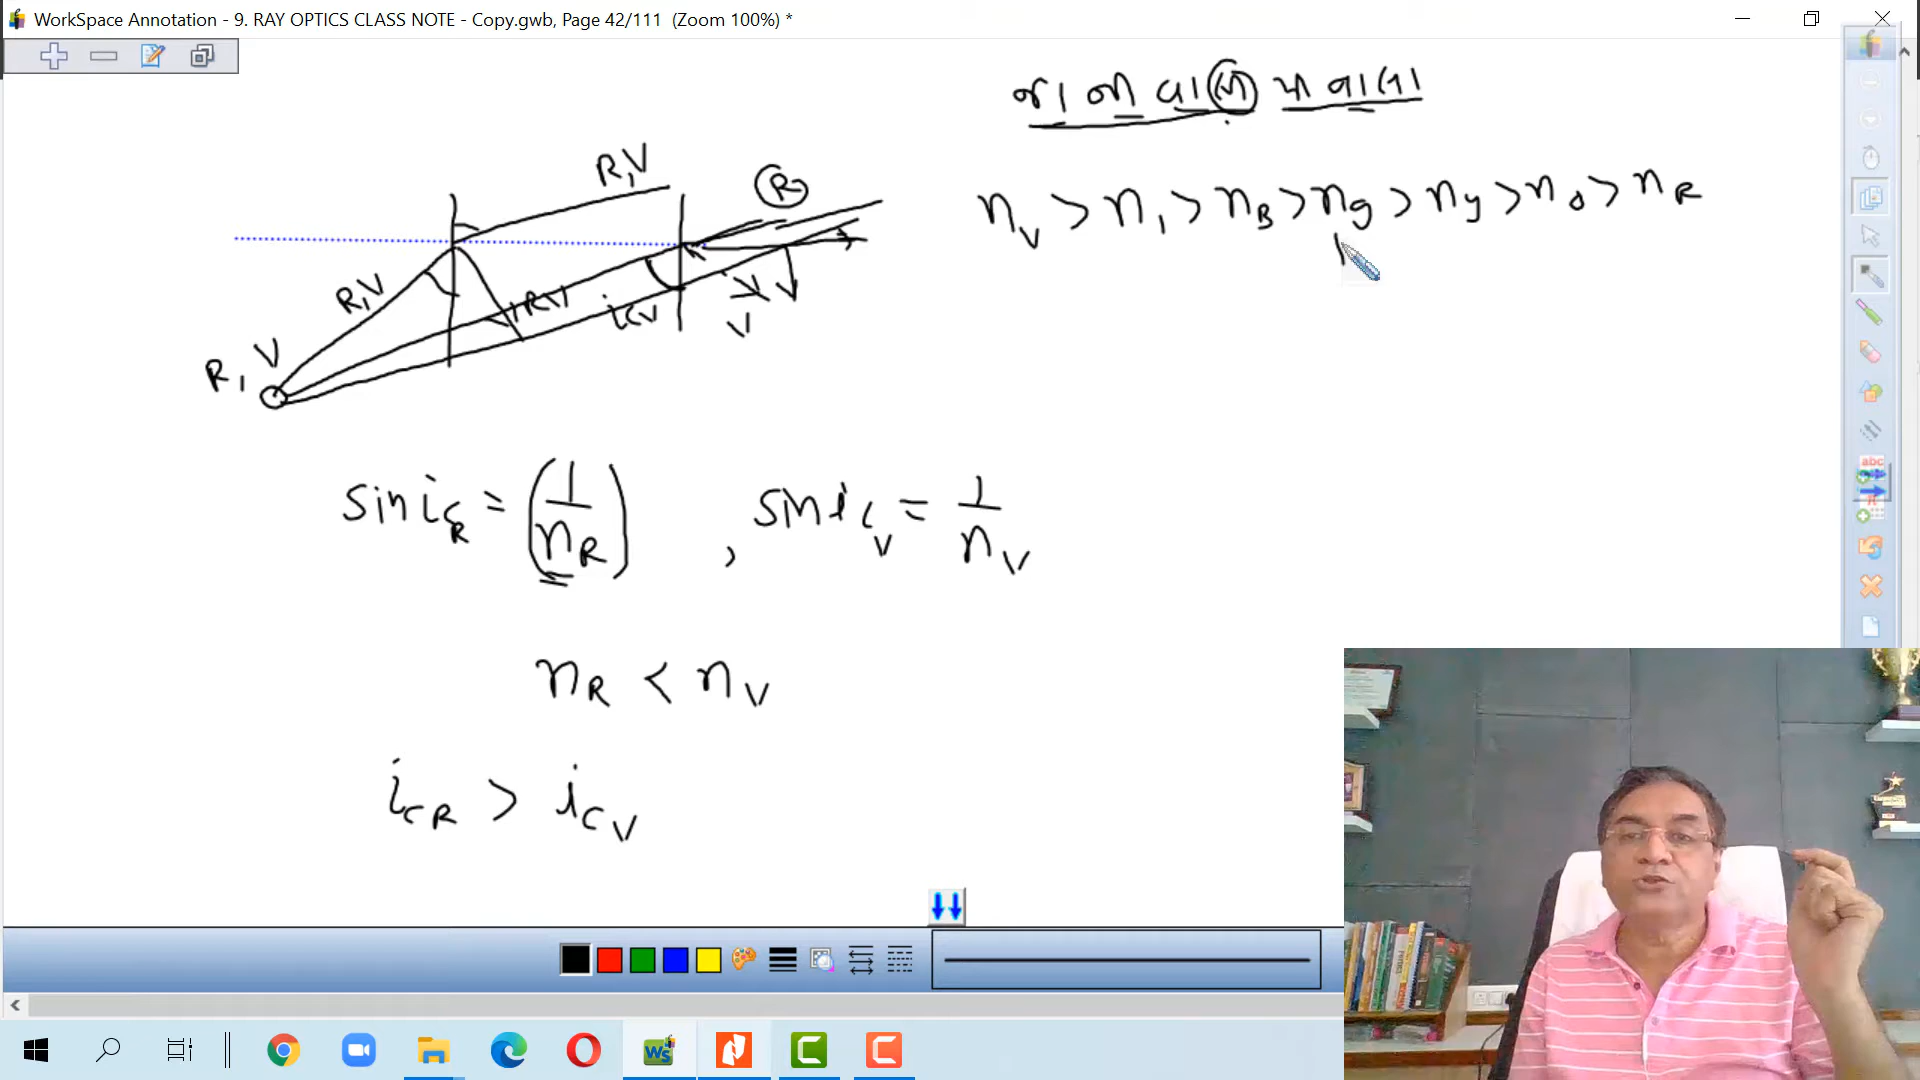 WorkSpace Annotation - 9. RAY OPTICS CLASS NOTE - Copy.gwb, Page 42/111 (Zoom 100%) *
n_V > n_I > n_B > n_g > n_y > n_o > n_R
R, V
R
R, V
i_CV
V
V
R, V
sin i_CR = (1/n_R) , sin i_CV = 1/n_V
n_R < n_V
i_CR > i_CV
abc